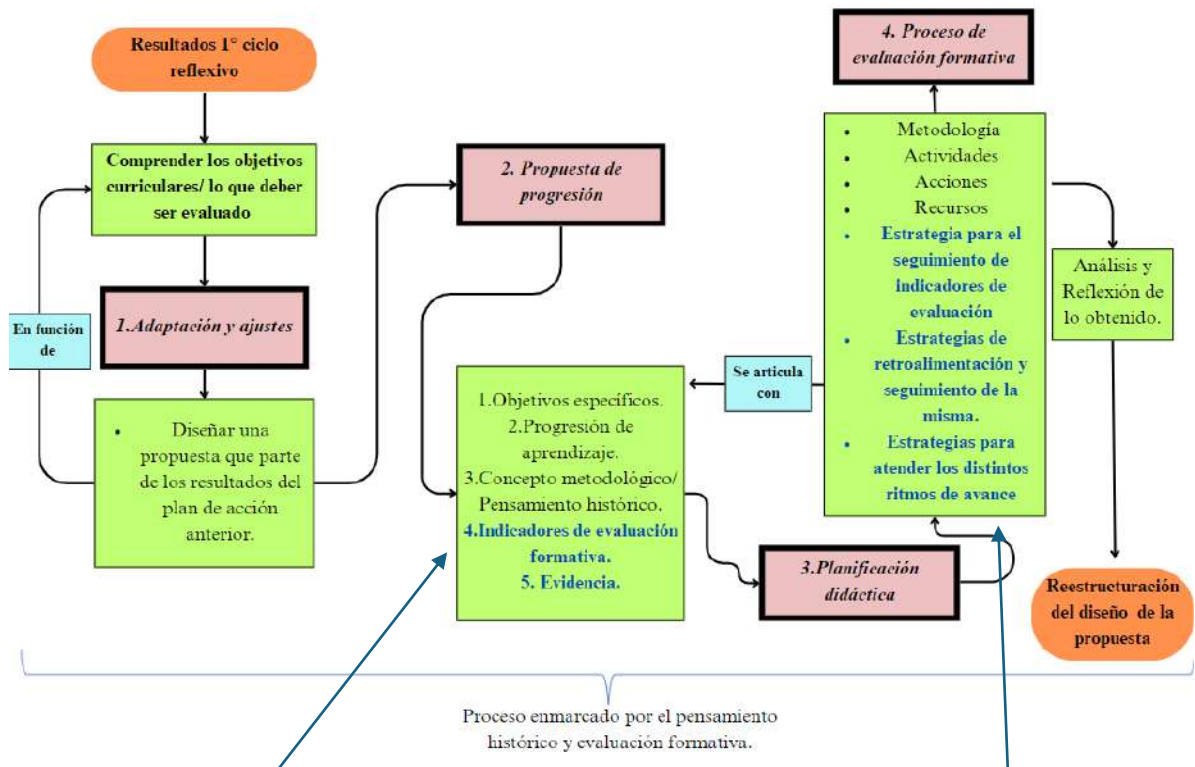 Resultados 1° ciclo
reflexivo
Comprender los objetivos
curriculares/ lo que deber
ser evaluado
1.Adaptación y ajustes
En función
de
• Diseñar una
propuesta que parte
de los resultados del
plan de acción
anterior.
2. Propuesta de
progresión
1.Objetivos específicos.
2.Progresión de
aprendizaje.
3.Concepto metodológico/
Pensamiento histórico.
4.Indicadores de evaluación
formativa.
5. Evidencia.
Se articula
con
3.Planificación
didáctica
4. Proceso de
evaluación formativa
• Metodología
• Actividades
• Acciones
• Recursos
• Estrategia para el
seguimiento de
indicadores de
evaluación
• Estrategias de
retroalimentación y
seguimiento de la
misma.
• Estrategias para
atender los distintos
ritmos de avance
Análisis y
Reflexión de
lo obtenido.
Reestructuración
del diseño de la
propuesta
Proceso enmarcado por el pensamiento
histórico y evaluación formativa.